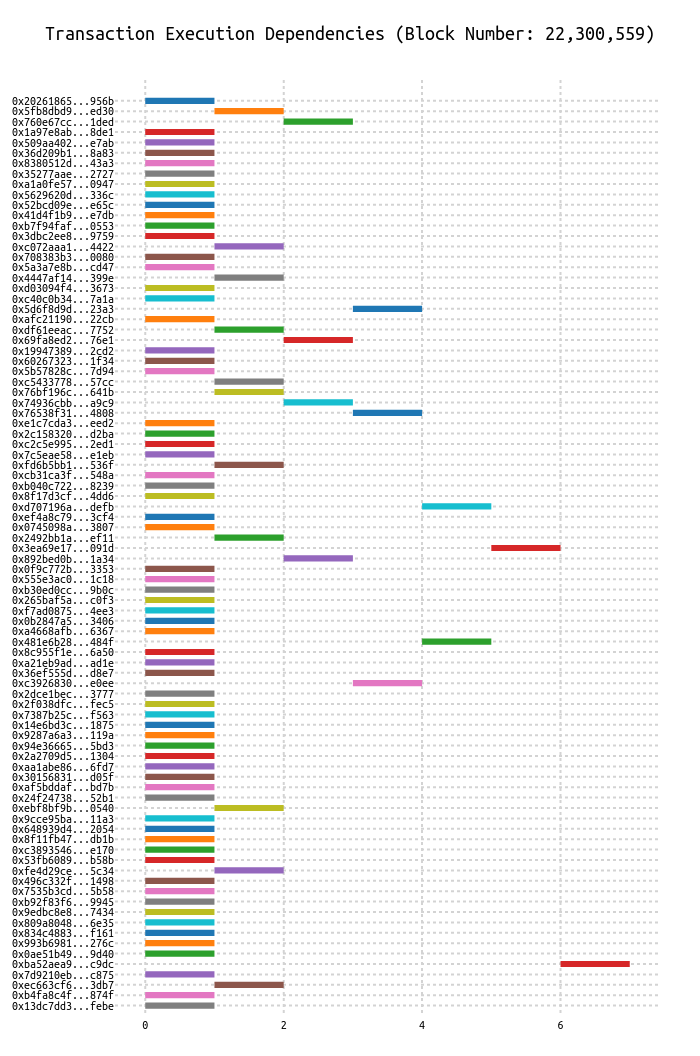 Transaction Execution Dependencies (Block Number: 22,300,559)
0x20261865...956b
0x5fb8dbd9...ed30
0x760e67cc...1ded
0x1a97e8ab...8de1
0x509aa402...e7ab
0x36d209b1...8a83
0x8380512d...43a3
0x35277aae...2727
0xa1a0fe57...0947
0x5629620d...336c
0x52bcd09e...e65c
0x41d4f1b9...e7db
0xb7f94faf...0553
0x3dbc2ee8...9759
0xc072aaa1...4422
0x708383b3...0080
0x5a3a7e8b...cd47
0x4447af14...399e
0xd03094f4...3673
0xc40c0b34...7a1a
0x5d6f8d9d...23a3
0xafc21190...22cb
0xdf61eeac...7752
0x69fa8ed2...76e1
0x19947389...2cd2
0x60267323...1f34
0x5b57828c...7d94
0xc5433778...57cc
0x76bf196c...641b
0x74936cbb...a9c9
0x76538f31...4808
0xe1c7cda3...eed2
0x2c158320...d2ba
0xc2c5e995...2ed1
0x7c5eae58...e1eb
0xfd6b5bb1...536f
0xcb31ca3f...548a
0xb040c722...8239
0x8f17d3cf...4dd6
0xd707196a...defb
0xef4a8c79...3cf4
0x0745098a...3807
0x2492bb1a...ef11
0x3ea69e17...091d
0x892bed0b...1a34
0x0f9c772b...3353
0x555e3ac0...1c18
0xb30ed0cc...9b0c
0x265baf5a...c0f3
0xf7ad0875...4ee3
0x0b2847a5...3406
0xa4668afb...6367
0x481e6b28...484f
0x8c955f1e...6a50
0xa21eb9ad...ad1e
0x36ef555d...d8e7
0xc3926830...e0ee
0x2dce1bec...3777
0x2f038dfc...fec5
0x7387b25c...f563
0x14e6bd3c...1875
0x9287a6a3...119a
0x94e36665...5bd3
0x2a2709d5...1304
0xaa1abe86...6fd7
0x30156831...d05f
0xaf5bddaf...bd7b
0x24f24738...52b1
0xebf8bf9b...0540
0x9cce95ba...11a3
0x648939d4...2054
0x8f11fb47...db1b
0xc3893546...e170
0x53fb6089...b58b
0xfe4d29ce...5c34
0x496c332f...1498
0x7535b3cd...5b58
0xb92f83f6...9945
0x9edbc8e8...7434
0x809a8048...6e35
0x834c4883...f161
0x993b6981...276c
0x0ae51b49...9d40
0xba52aea9...c9dc
0x7d9210eb...c875
0xec663cf6...3db7
0xb4fa8c4f...874f
0x13dc7dd3...febe
0 2 4 6